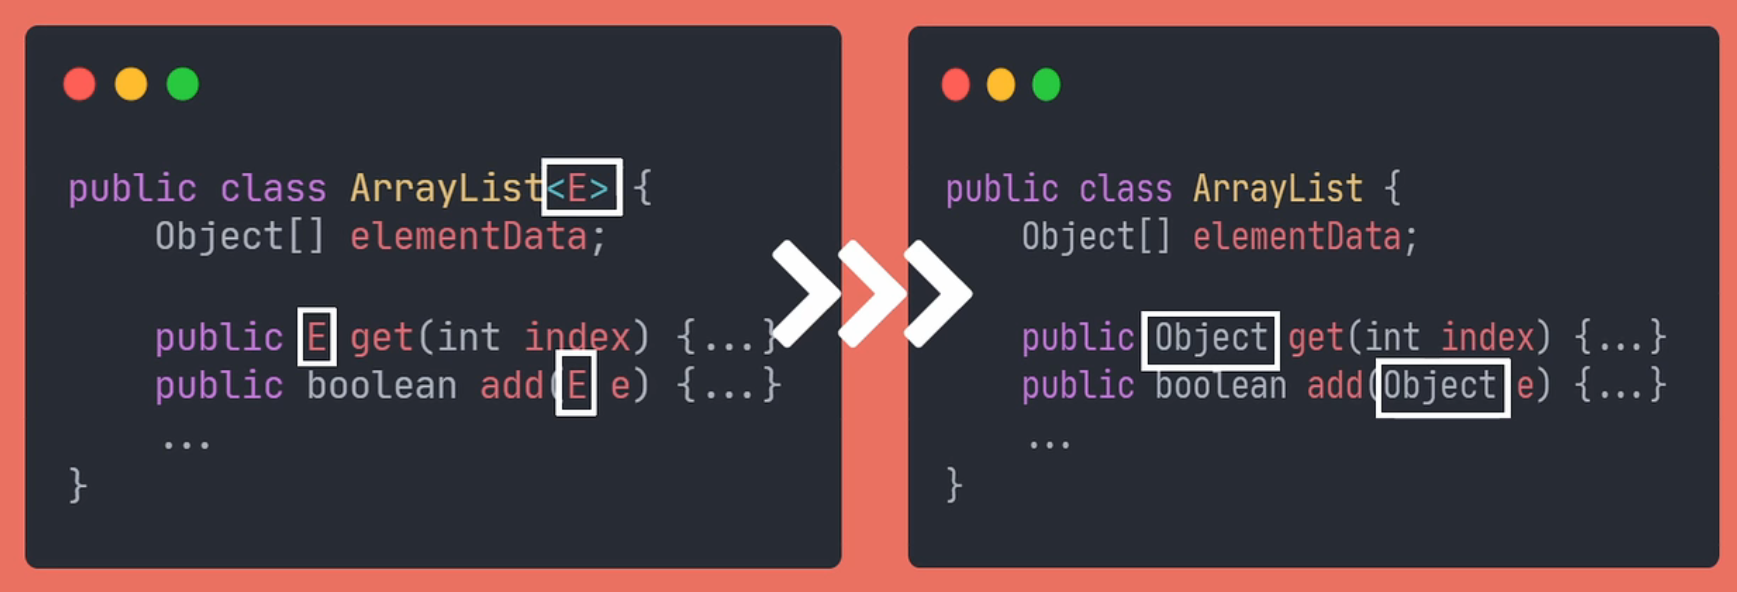 public class ArrayList<E> {
    Object[] elementData;
    public E get(int index) {...}
    public boolean add(E e) {...}
    ...
}
public class ArrayList {
    Object[] elementData;
    public Object get(int index) {...}
    public boolean add(Object e) {...}
    ...
}